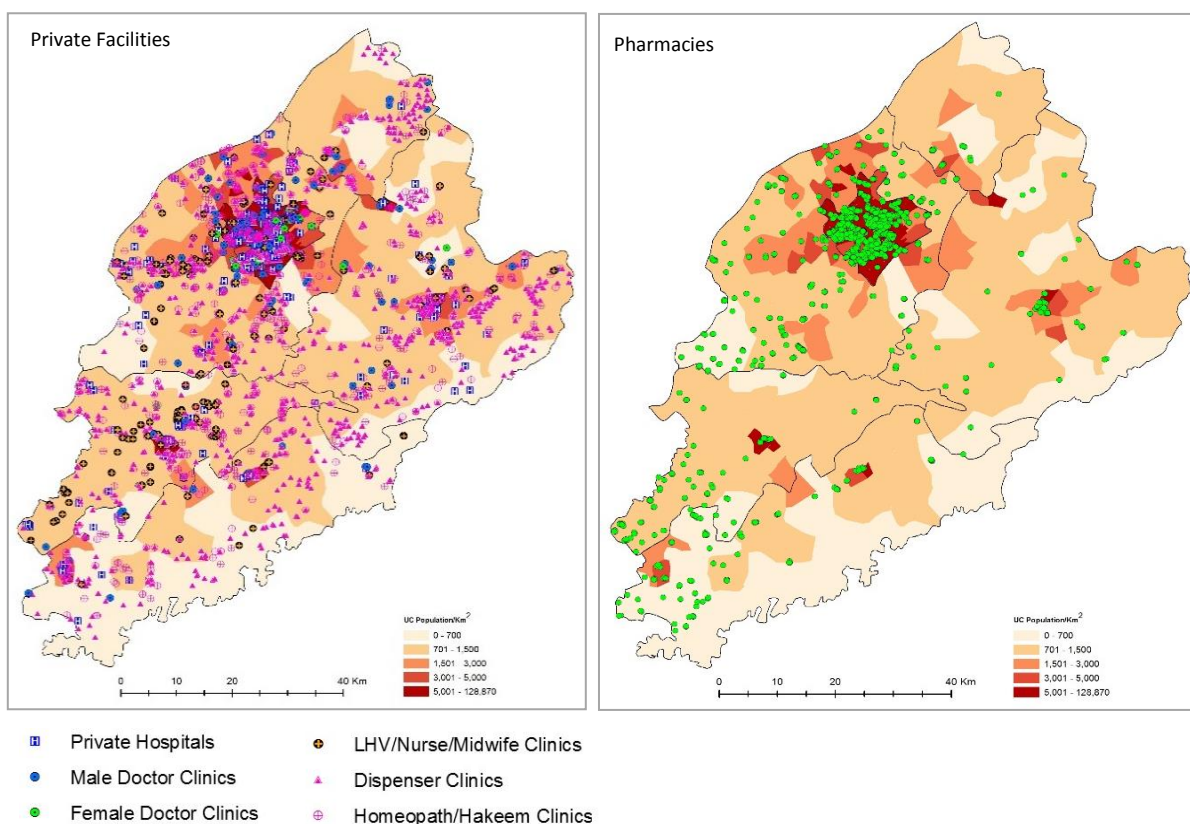 Private Facilities
UC Population/Km²
0 - 700
701 - 1,500
1,501 - 3,000
3,001 - 5,000
5,001 - 128,870
0 10 20 40 Km
Pharmacies
UC Population/Km²
0 - 700
701 - 1,500
1,501 - 3,000
3,001 - 5,000
5,001 - 128,870
0 10 20 40 Km
H Private Hospitals
Male Doctor Clinics
Female Doctor Clinics
LHV/Nurse/Midwife Clinics
Dispenser Clinics
Homeopath/Hakeem Clinics